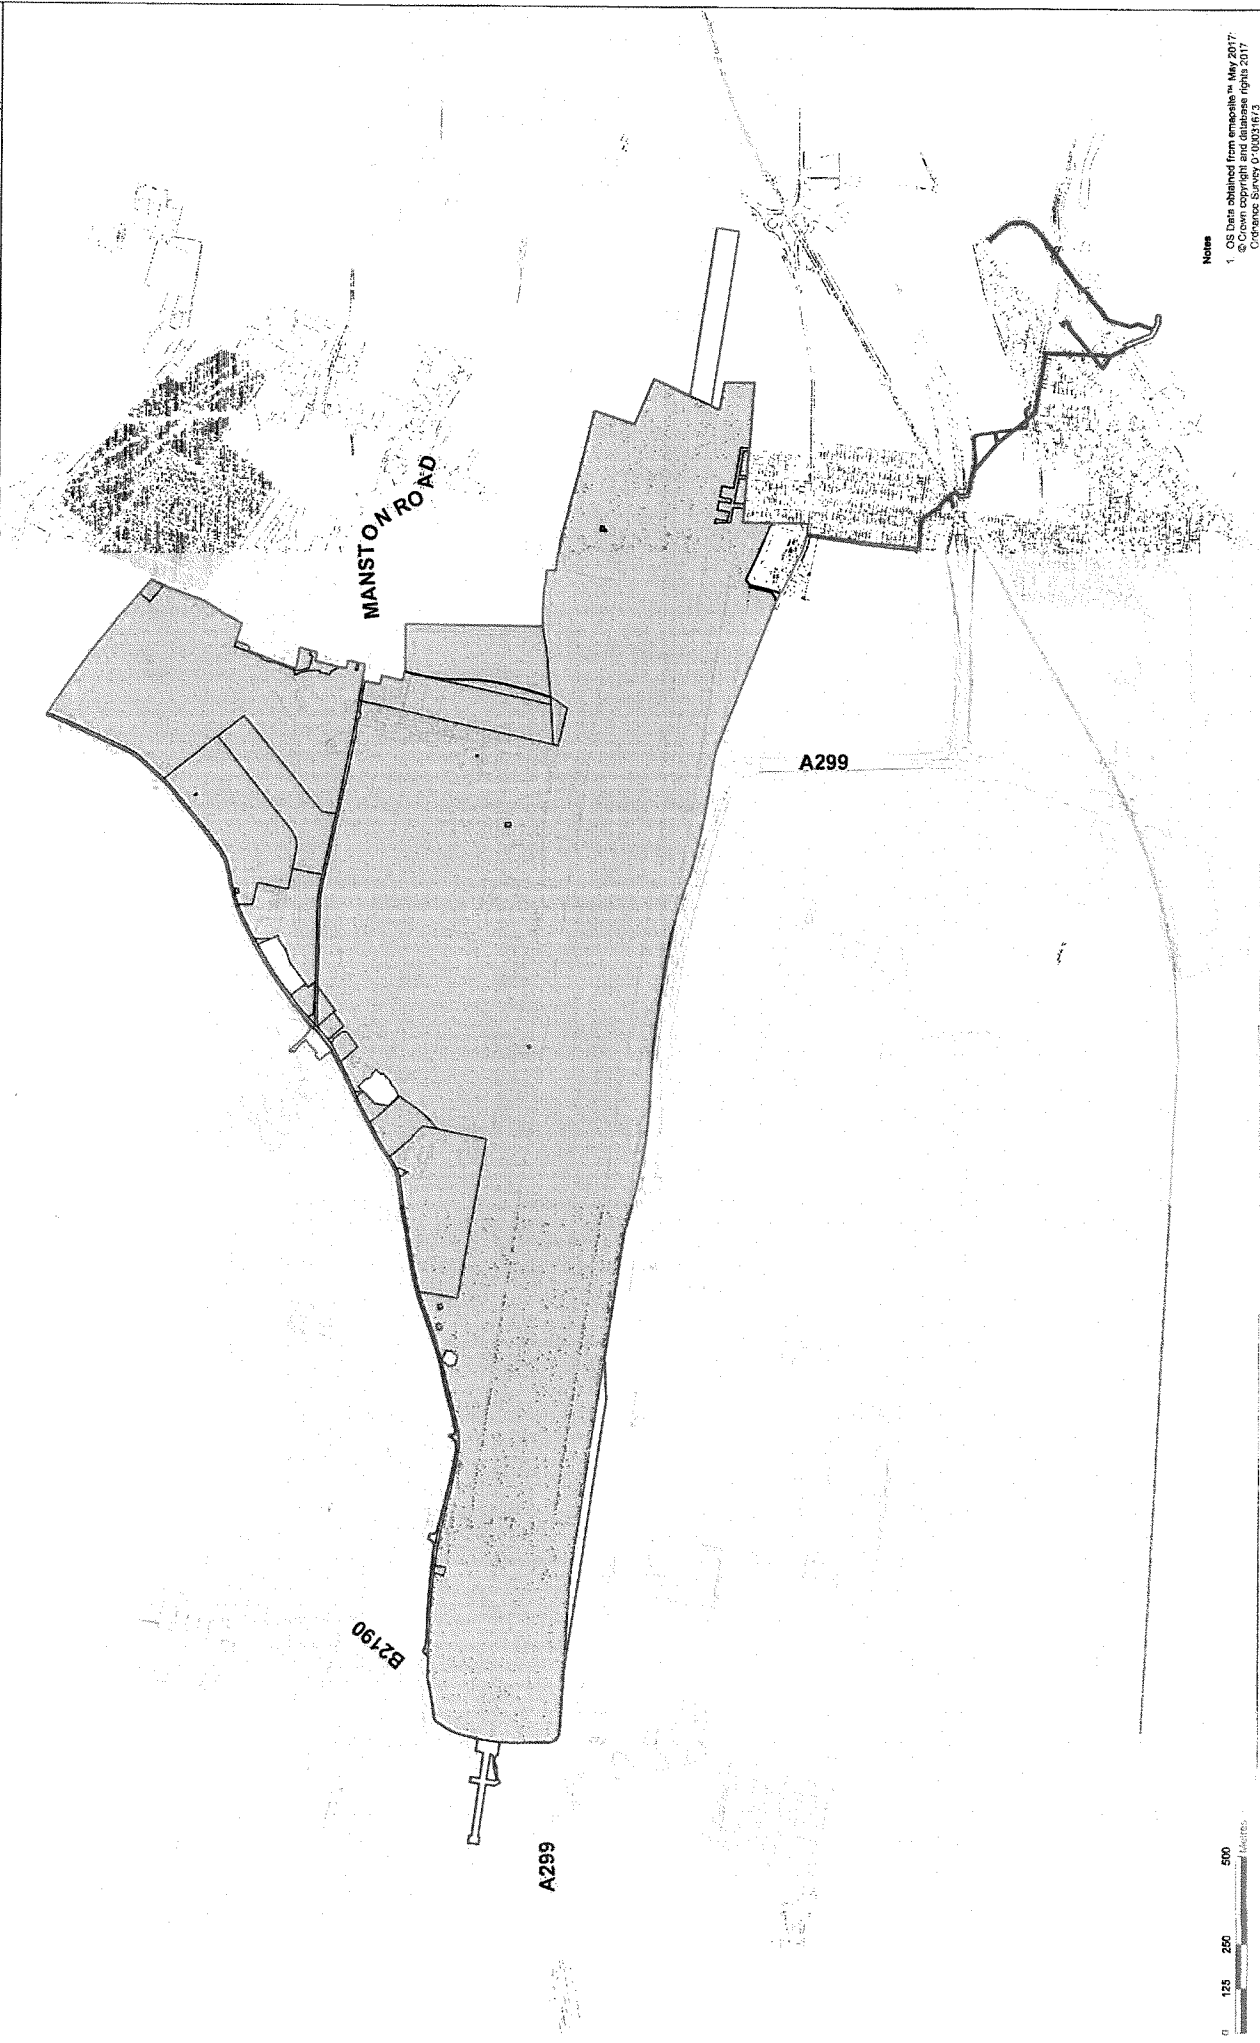 MANSTON ROAD
A299
B2190
A299
Notes
1. OS Data obtained from emapsite™ May 2017.
© Crown copyright and database rights 2017
Ordnance Survey
0 125 250 500
Metres